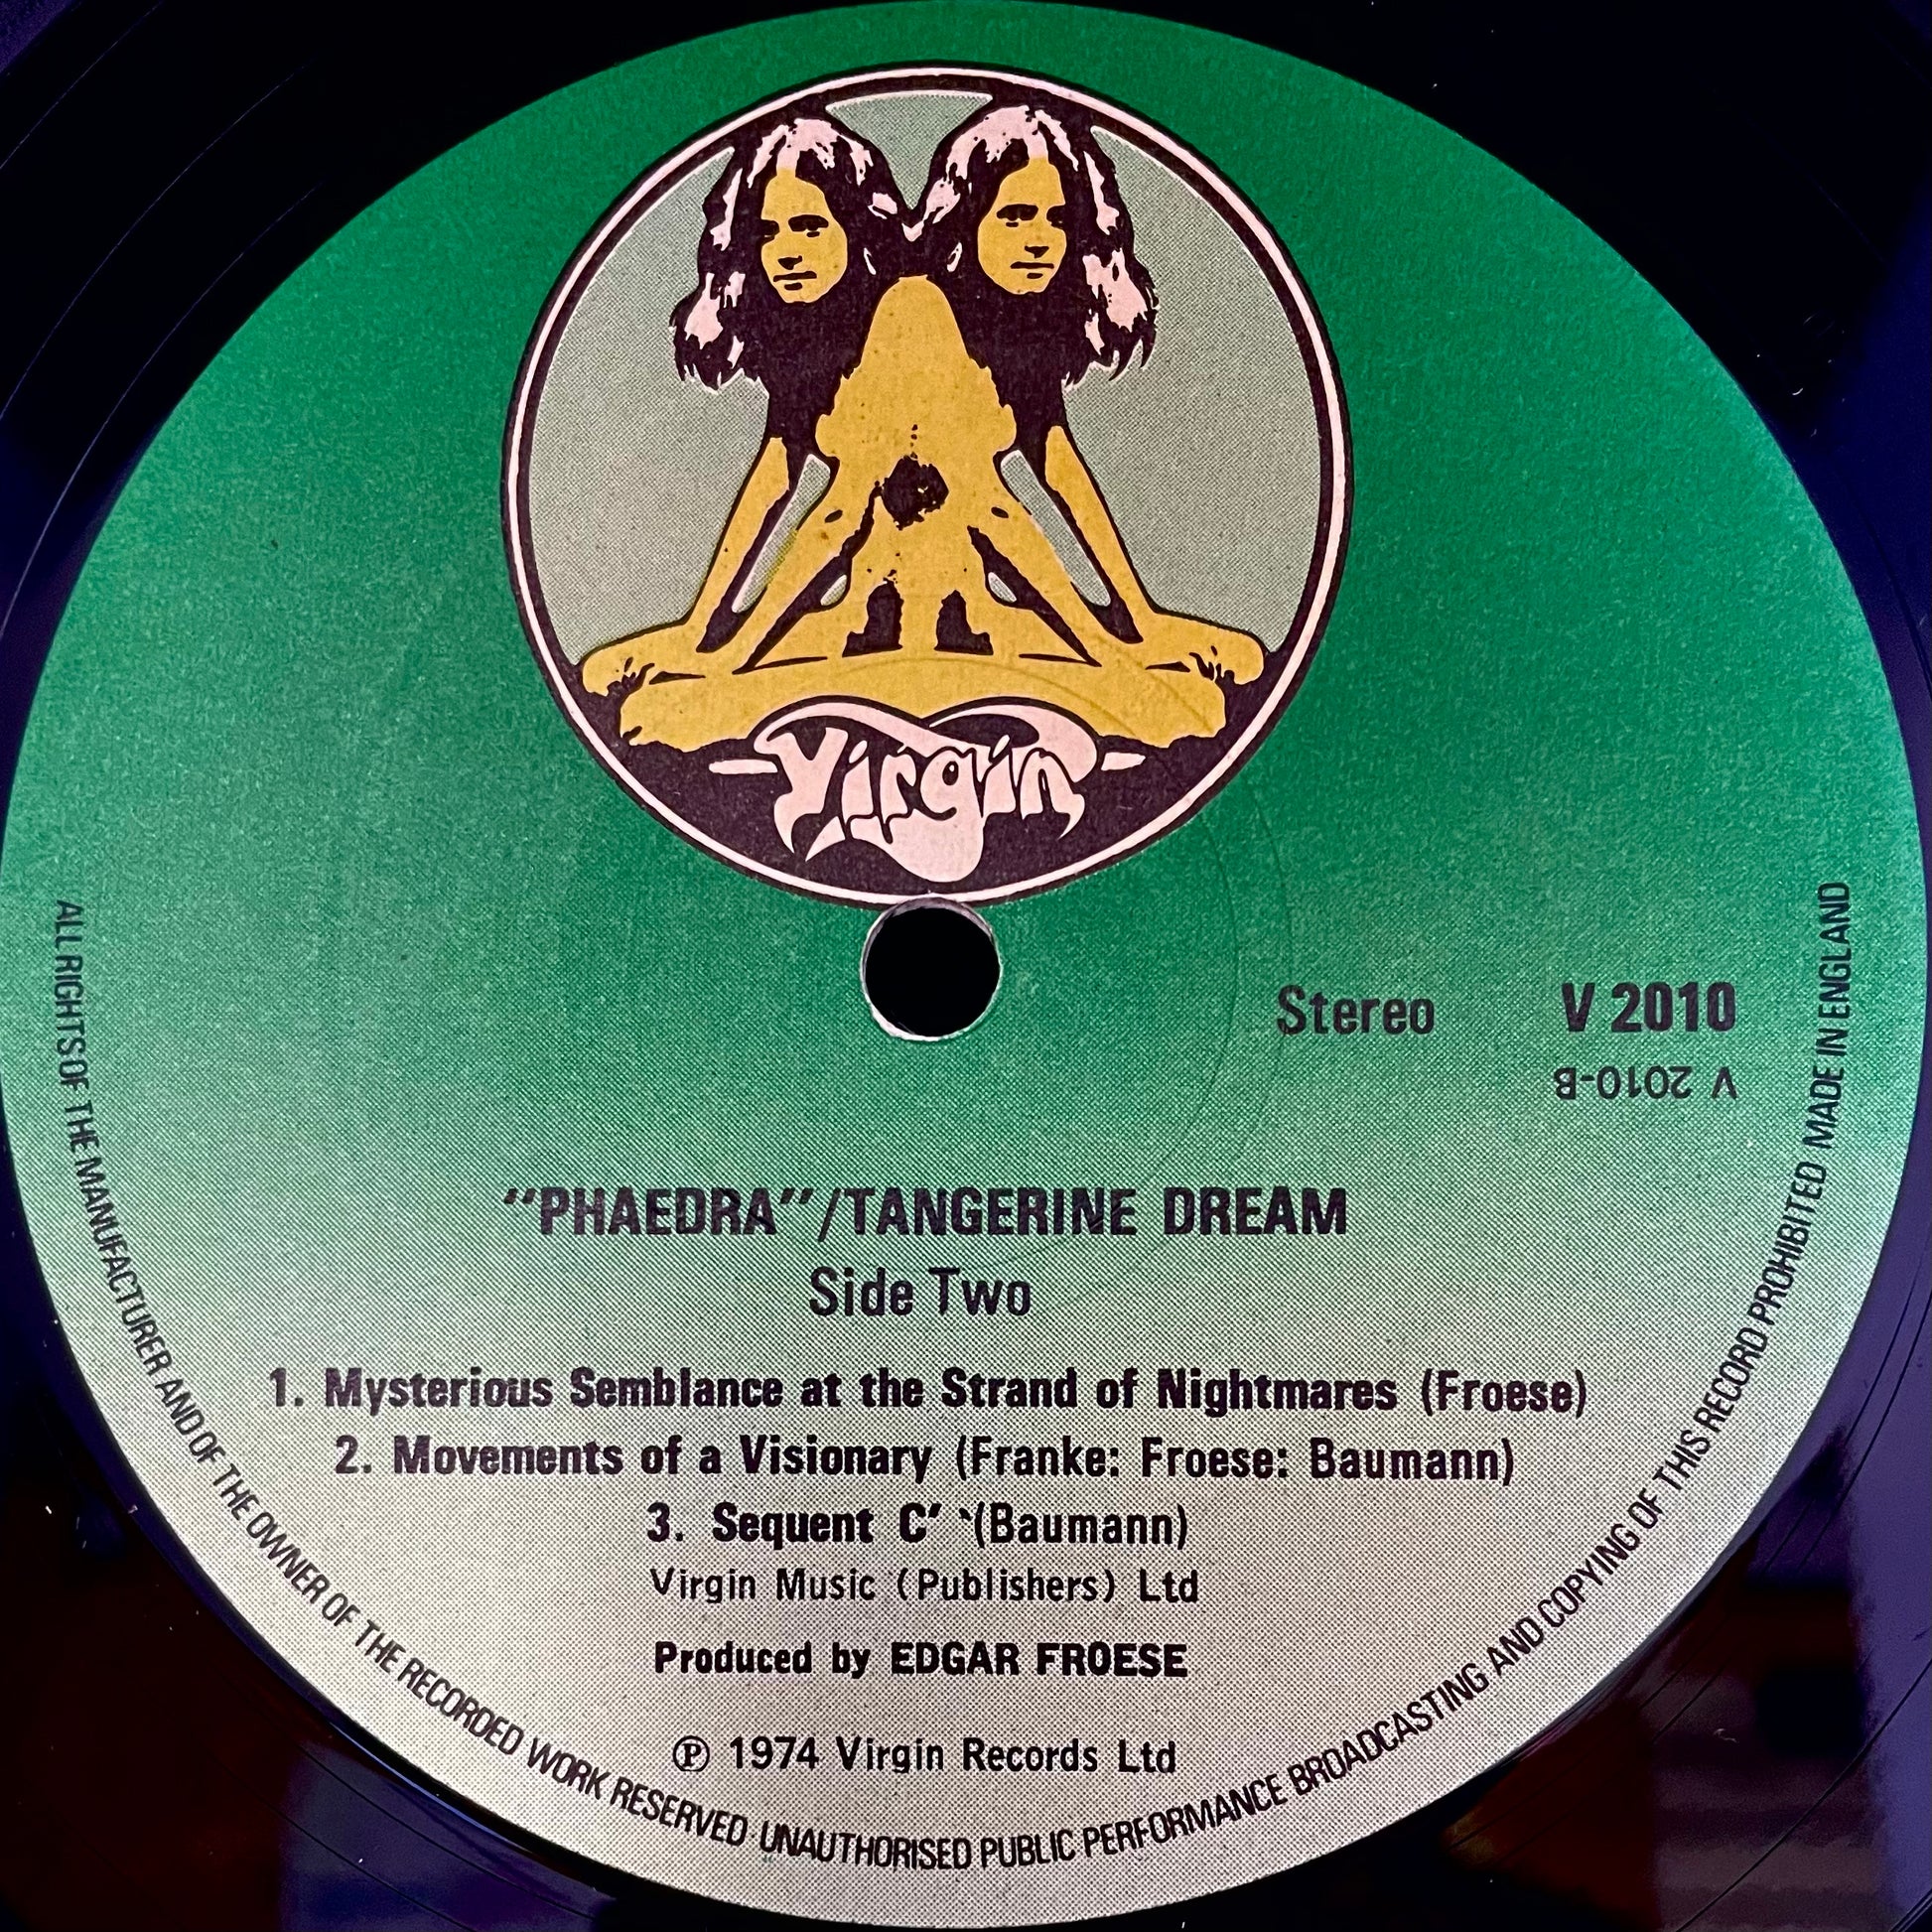 Virgin
Stereo V 2010
V 2010-B
"PHAEDRA"/TANGERINE DREAM
Side Two
1. Mysterious Semblance at the Strand of Nightmares (Froese)
2. Movements of a Visionary (Franke: Froese: Baumann)
3. Sequent C' (Baumann)
Virgin Music (Publishers) Ltd
Produced by EDGAR FROESE
℗ 1974 Virgin Records Ltd
ALL RIGHTS OF THE MANUFACTURER AND OF THE OWNER OF THE RECORDED WORK RESERVED UNAUTHORISED PUBLIC PERFORMANCE BROADCASTING AND COPYING OF THIS RECORD PROHIBITED MADE IN ENGLAND